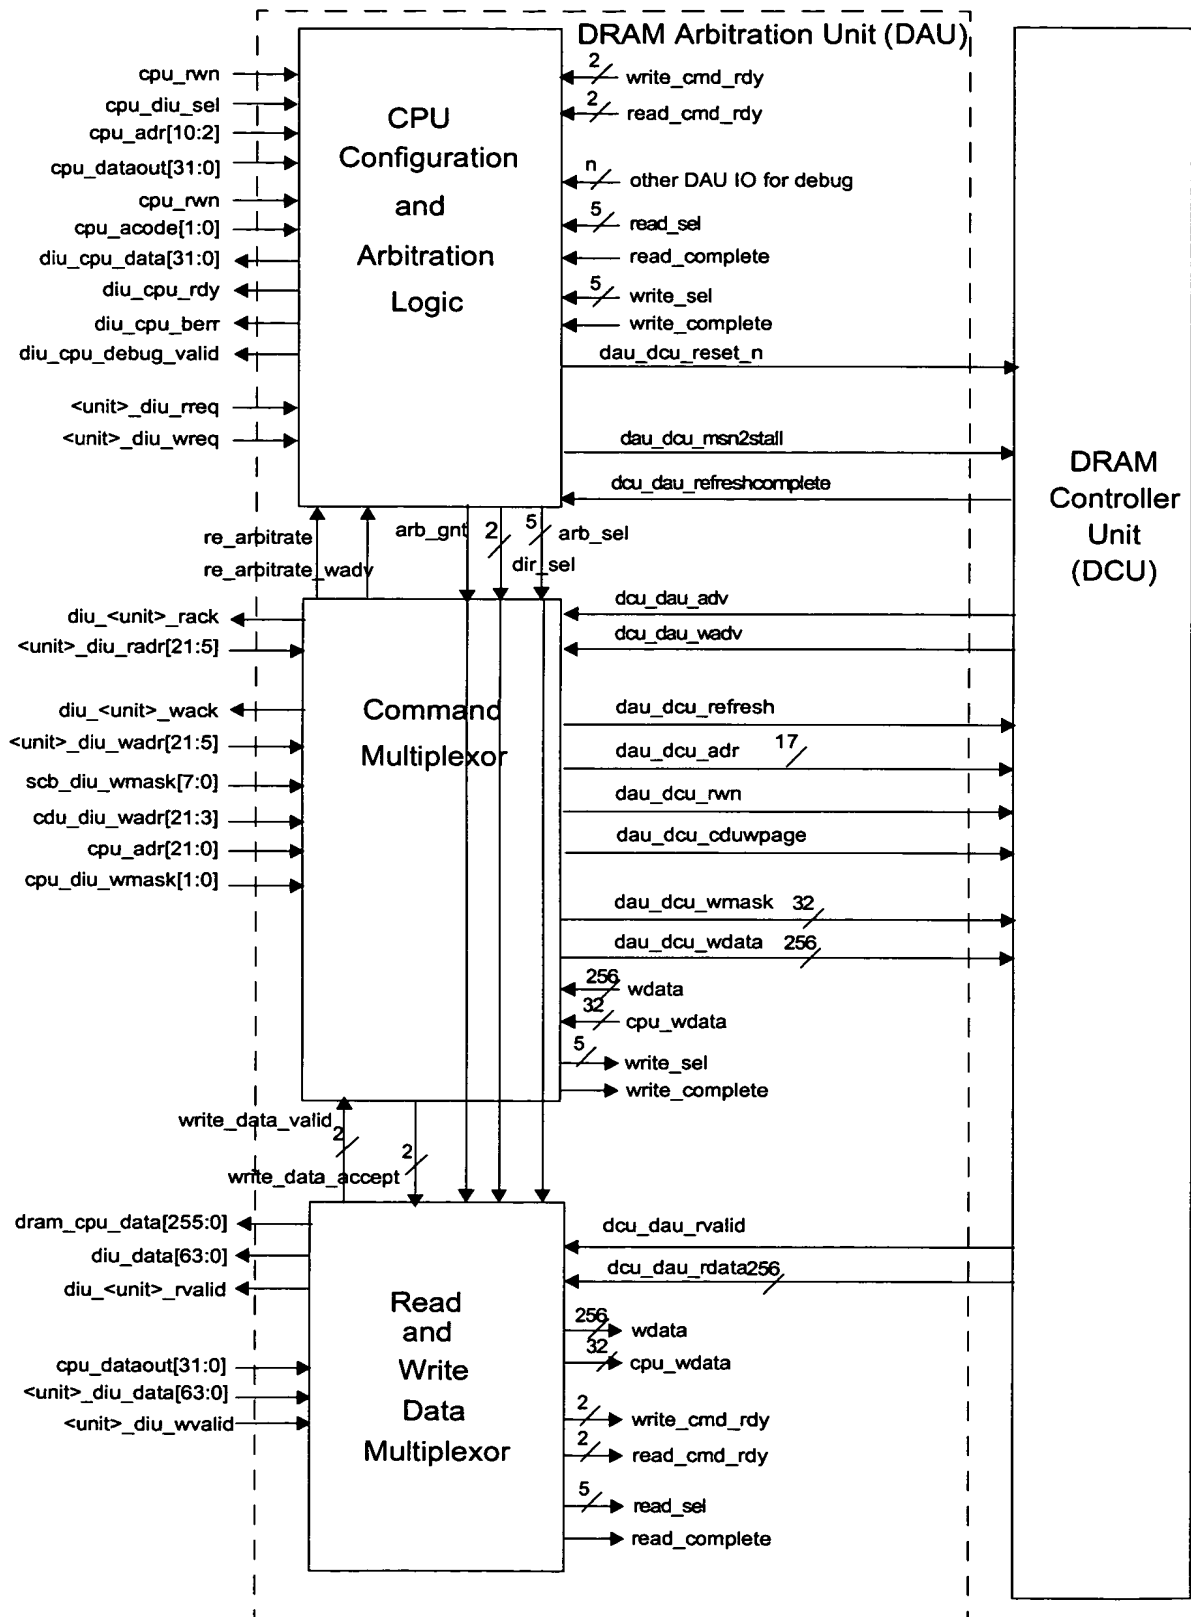 DRAM Arbitration Unit (DAU)
cpu_rwn
cpu_diu_sel
cpu_adr[10:2]
cpu_dataout[31:0]
cpu_rwn
cpu_acode[1:0]
diu_cpu_data[31:0]
diu_cpu_rdy
diu_cpu_berr
diu_cpu_debug_valid
<unit>_diu_rreq
<unit>_diu_wreq
CPU
Configuration
and
Arbitration
Logic
2
write_cmd_rdy
2
read_cmd_rdy
n
other DAU IO for debug
5
read_sel
read_complete
5
write_sel
write_complete
dau_dcu_reset_n
dau_dcu_msn2stall
dcu_dau_refreshcomplete
DRAM
Controller
Unit
(DCU)
re_arbitrate
re_arbitrate_wadv
arb_gnt
2
5
arb_sel
dir_sel
diu_<unit>_rack
<unit>_diu_radr[21:5]
diu_<unit>_wack
<unit>_diu_wadr[21:5]
scb_diu_wmask[7:0]
cdu_diu_wadr[21:3]
cpu_adr[21:0]
cpu_diu_wmask[1:0]
Command
Multiplexor
dcu_dau_adv
dcu_dau_wadv
dau_dcu_refresh
dau_dcu_adr 17
dau_dcu_rwn
dau_dcu_cduwpage
dau_dcu_wmask 32
dau_dcu_wdata 256
256
wdata
32
cpu_wdata
5
write_sel
write_complete
write_data_valid
2
write_data_accept
2
dram_cpu_data[255:0]
diu_data[63:0]
diu_<unit>_rvalid
cpu_dataout[31:0]
<unit>_diu_data[63:0]
<unit>_diu_wvalid
Read
and
Write
Data
Multiplexor
dcu_dau_rvalid
dcu_dau_rdata 256
256
wdata
32
cpu_wdata
2
write_cmd_rdy
2
read_cmd_rdy
5
read_sel
read_complete